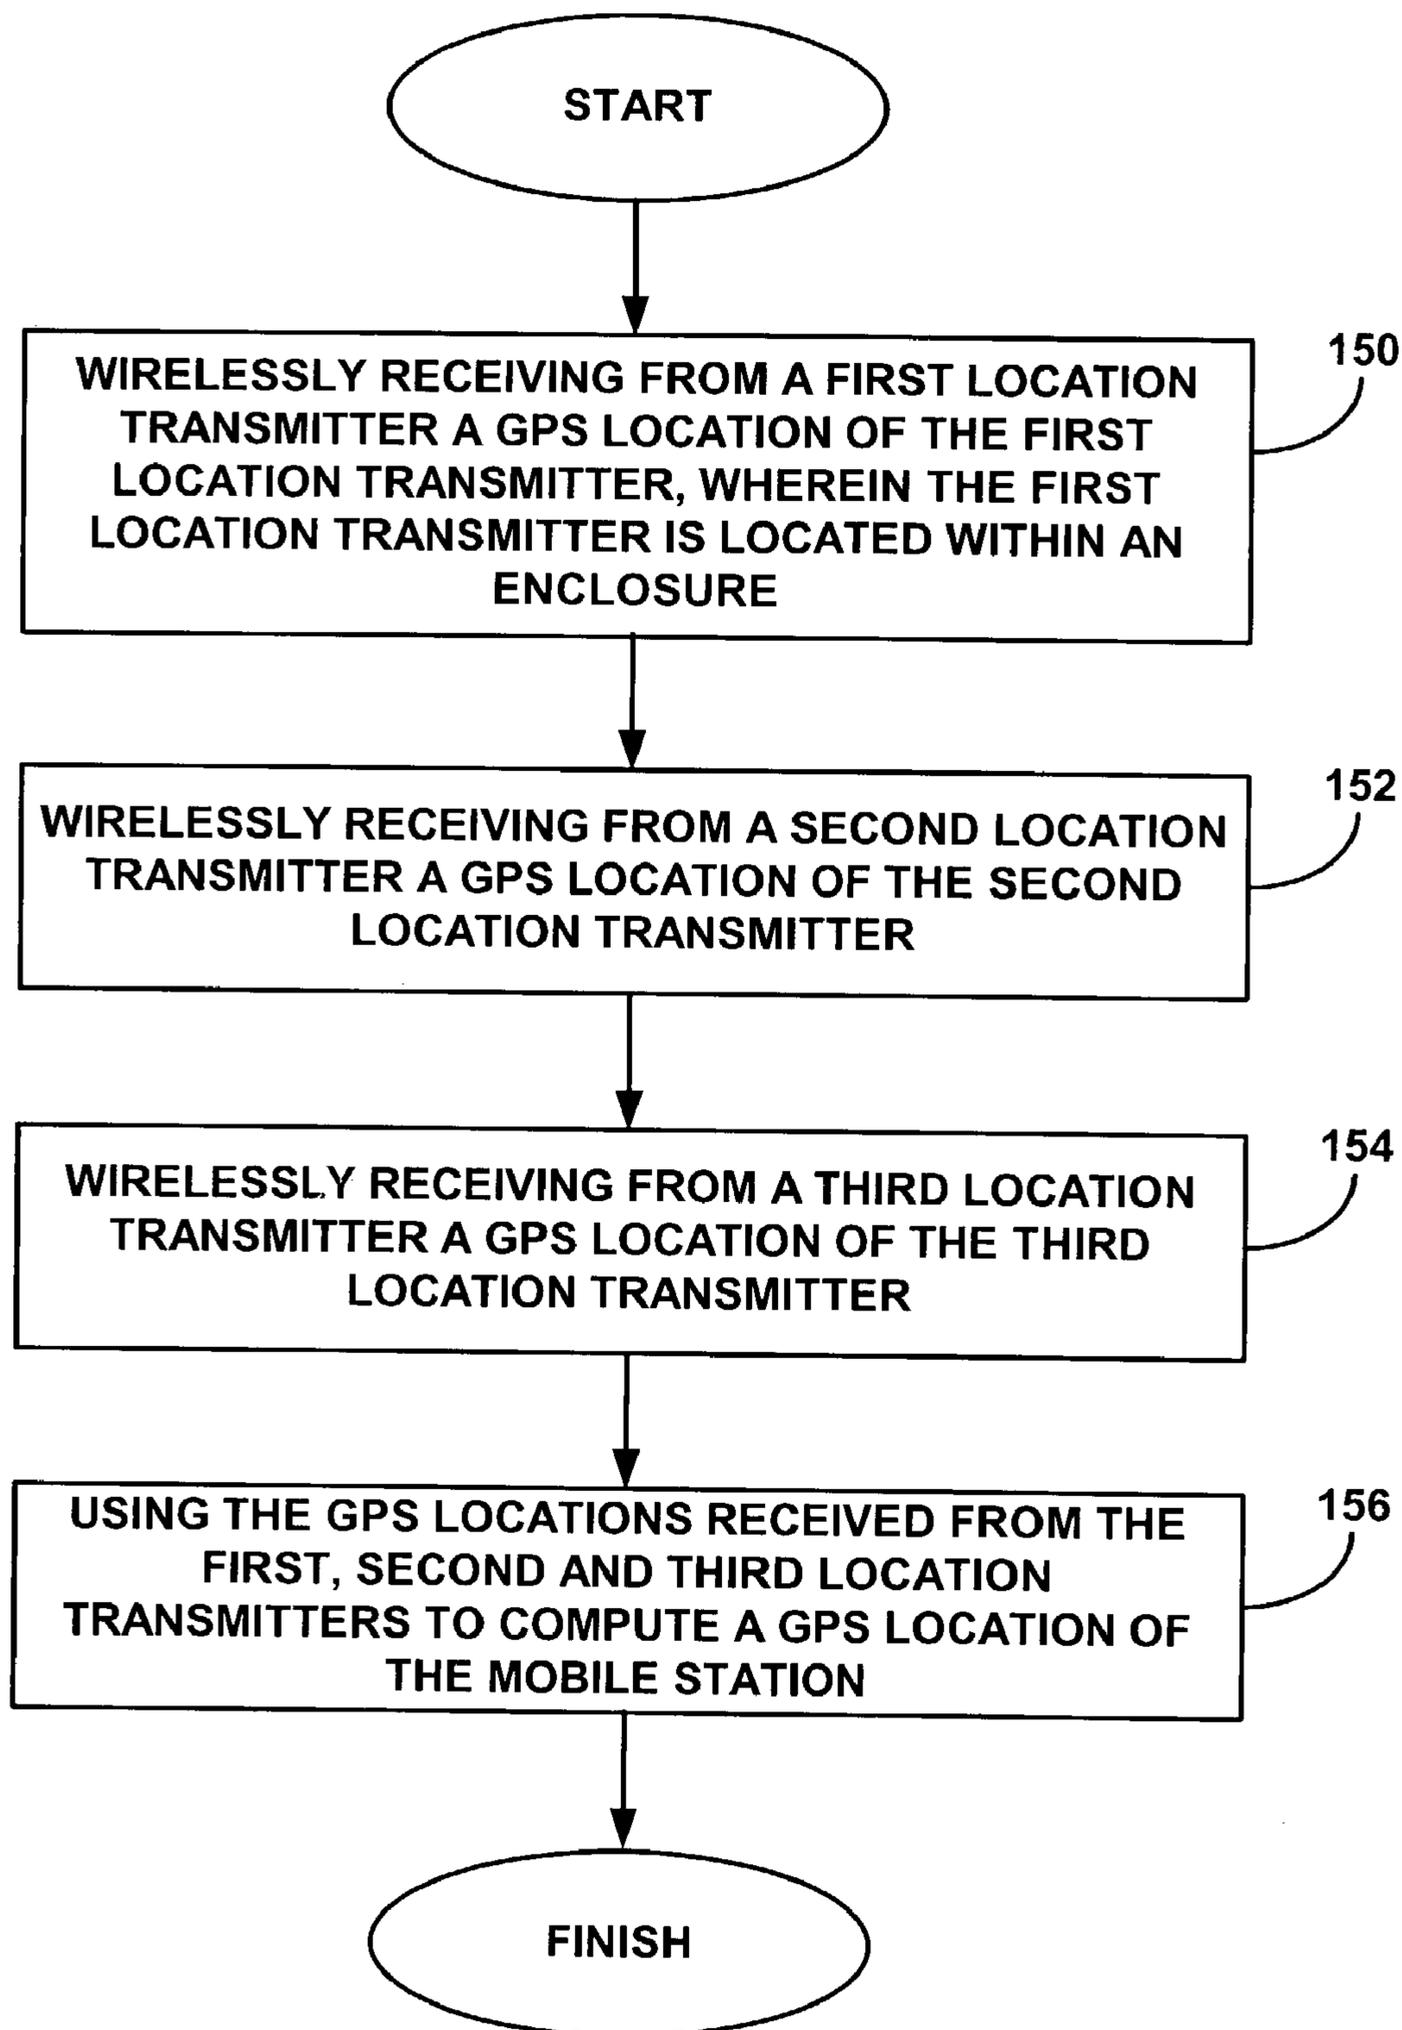 START
150
WIRELESSLY RECEIVING FROM A FIRST LOCATION
TRANSMITTER A GPS LOCATION OF THE FIRST
LOCATION TRANSMITTER, WHEREIN THE FIRST
LOCATION TRANSMITTER IS LOCATED WITHIN AN
ENCLOSURE
152
WIRELESSLY RECEIVING FROM A SECOND LOCATION
TRANSMITTER A GPS LOCATION OF THE SECOND
LOCATION TRANSMITTER
154
WIRELESSLY RECEIVING FROM A THIRD LOCATION
TRANSMITTER A GPS LOCATION OF THE THIRD
LOCATION TRANSMITTER
156
USING THE GPS LOCATIONS RECEIVED FROM THE
FIRST, SECOND AND THIRD LOCATION
TRANSMITTERS TO COMPUTE A GPS LOCATION OF
THE MOBILE STATION
FINISH